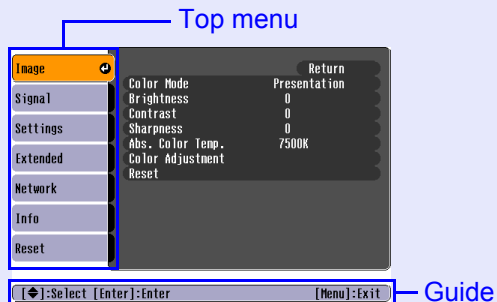 Top menu
Image
Signal
Settings
Extended
Network
Info
Reset
Return
Color Mode Presentation
Brightness 0
Contrast 0
Sharpness 0
Abs. Color Temp. 7500K
Color Adjustment
Reset
[◆]:Select [Enter]:Enter [Menu]:Exit
Guide